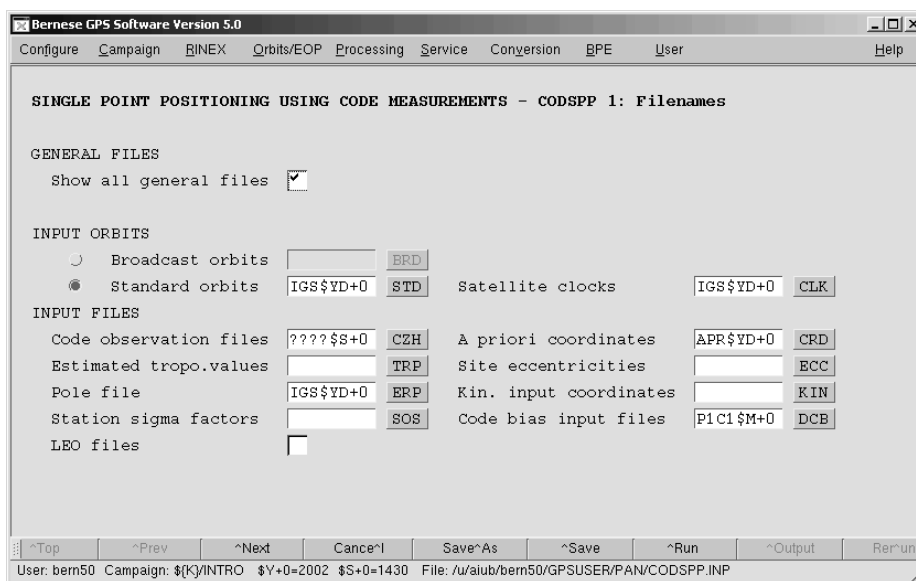 Bernese GPS Software Version 5.0
Configure Campaign RINEX Orbits/EOP Processing Service Conversion BPE User Help
SINGLE POINT POSITIONING USING CODE MEASUREMENTS - CODSPP 1: Filenames
GENERAL FILES
Show all general files
INPUT ORBITS
Broadcast orbits BRD
Standard orbits IGS$YD+0 STD Satellite clocks IGS$YD+0 CLK
INPUT FILES
Code observation files ????$S+0 CZH A priori coordinates APR$YD+0 CRD
Estimated tropo.values TRP Site eccentricities ECC
Pole file IGS$YD+0 ERP Kin. input coordinates KIN
Station sigma factors SOS Code bias input files P1C1$M+0 DCB
LEO files
^Top ^Prev ^Next Cance^l Save^As ^Save ^Run ^Output Rer^un
User: bern50 Campaign: ${K}/INTRO $Y+0=2002 $S+0=1430 File: /u/aiub/bern50/GPSUSER/PAN/CODSPP.INP